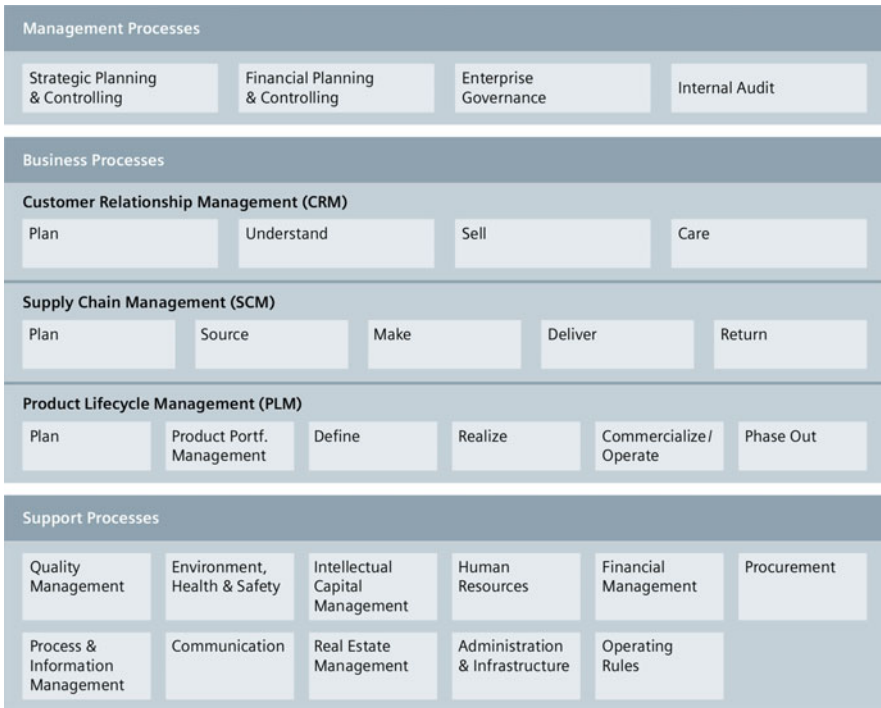 Management Processes
Strategic Planning
& Controlling
Financial Planning
& Controlling
Enterprise
Governance
Internal Audit
Business Processes
Customer Relationship Management (CRM)
Plan
Understand
Sell
Care
Supply Chain Management (SCM)
Plan
Source
Make
Deliver
Return
Product Lifecycle Management (PLM)
Plan
Product Portf.
Management
Define
Realize
Commercialize/
Operate
Phase Out
Support Processes
Quality
Management
Environment,
Health & Safety
Intellectual
Capital
Management
Human
Resources
Financial
Management
Procurement
Process &
Information
Management
Communication
Real Estate
Management
Administration
& Infrastructure
Operating
Rules